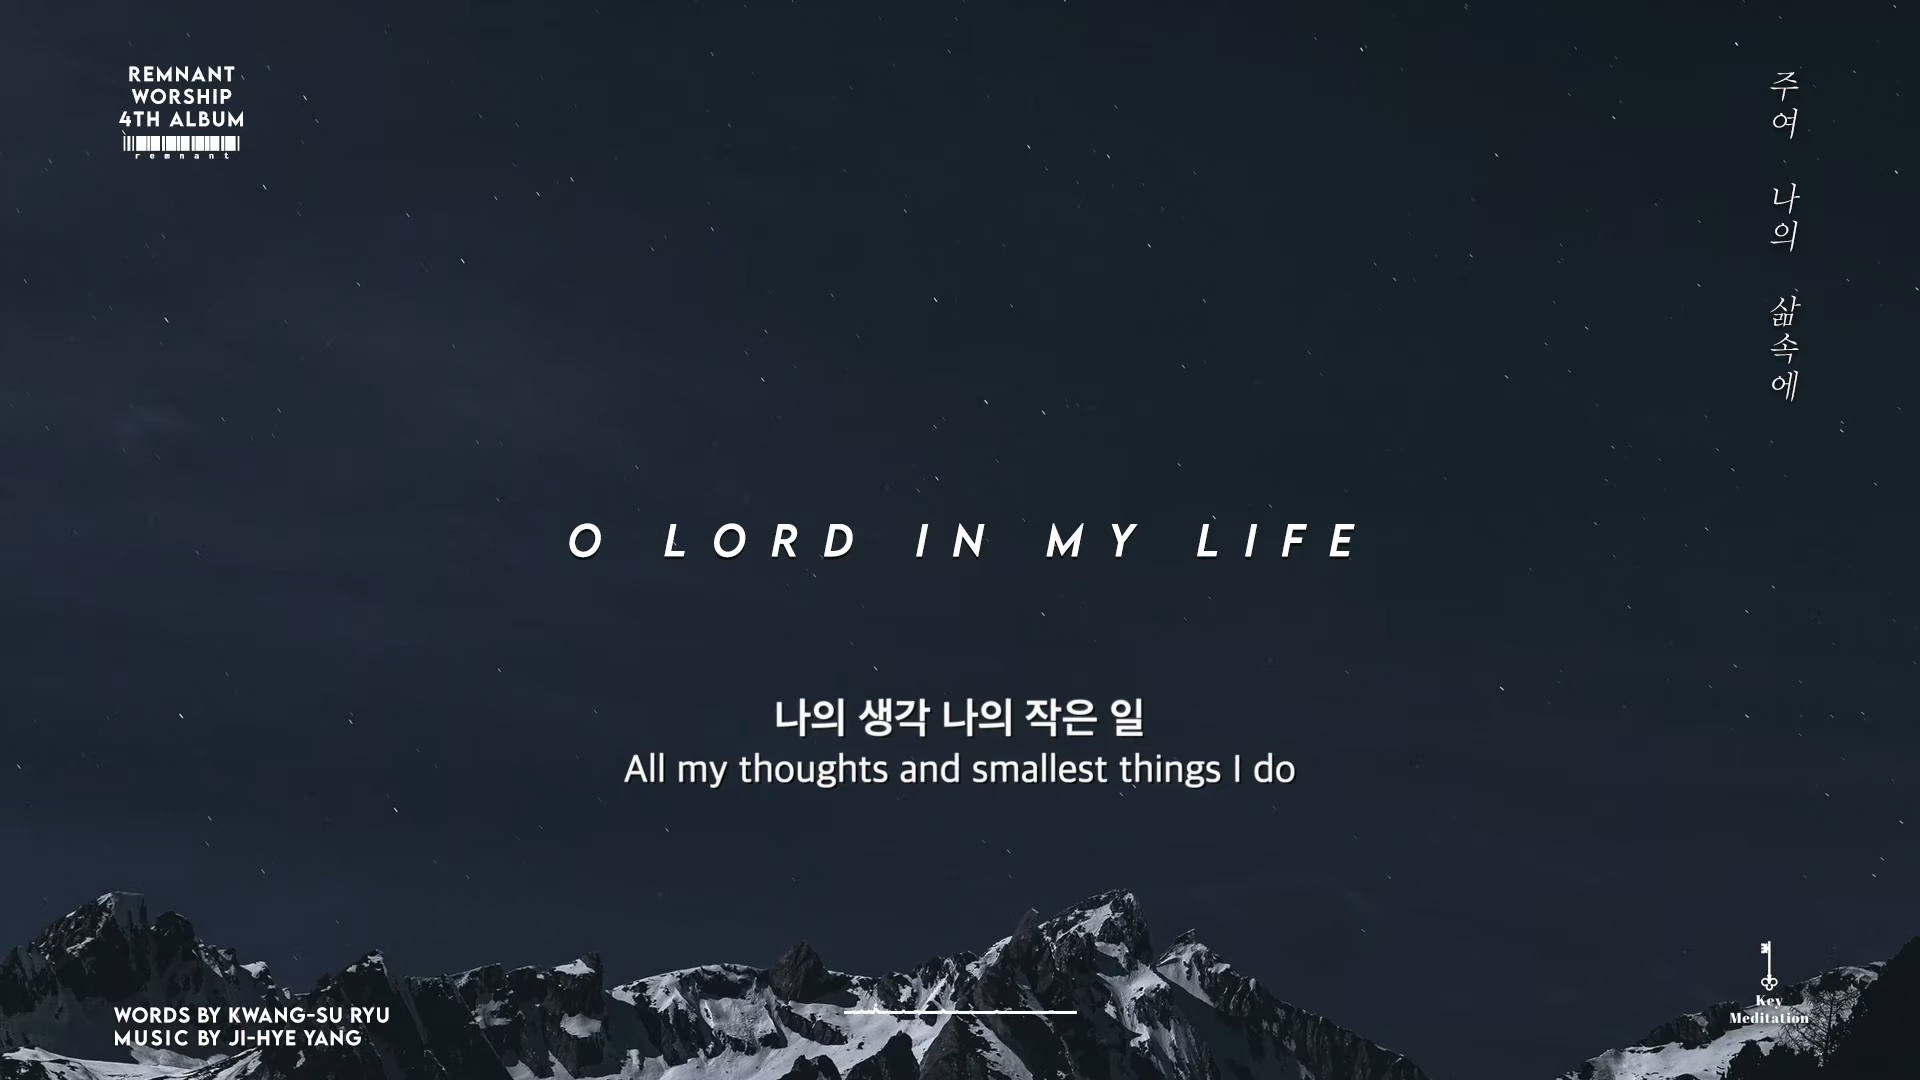 REMNANT
WORSHIP
4TH ALBUM
remnant
주여 나의 삶속에
O LORD IN MY LIFE
나의 생각 나의 작은 일
All my thoughts and smallest things I do
WORDS BY KWANG-SU RYU
MUSIC BY JI-HYE YANG
Key
Meditation